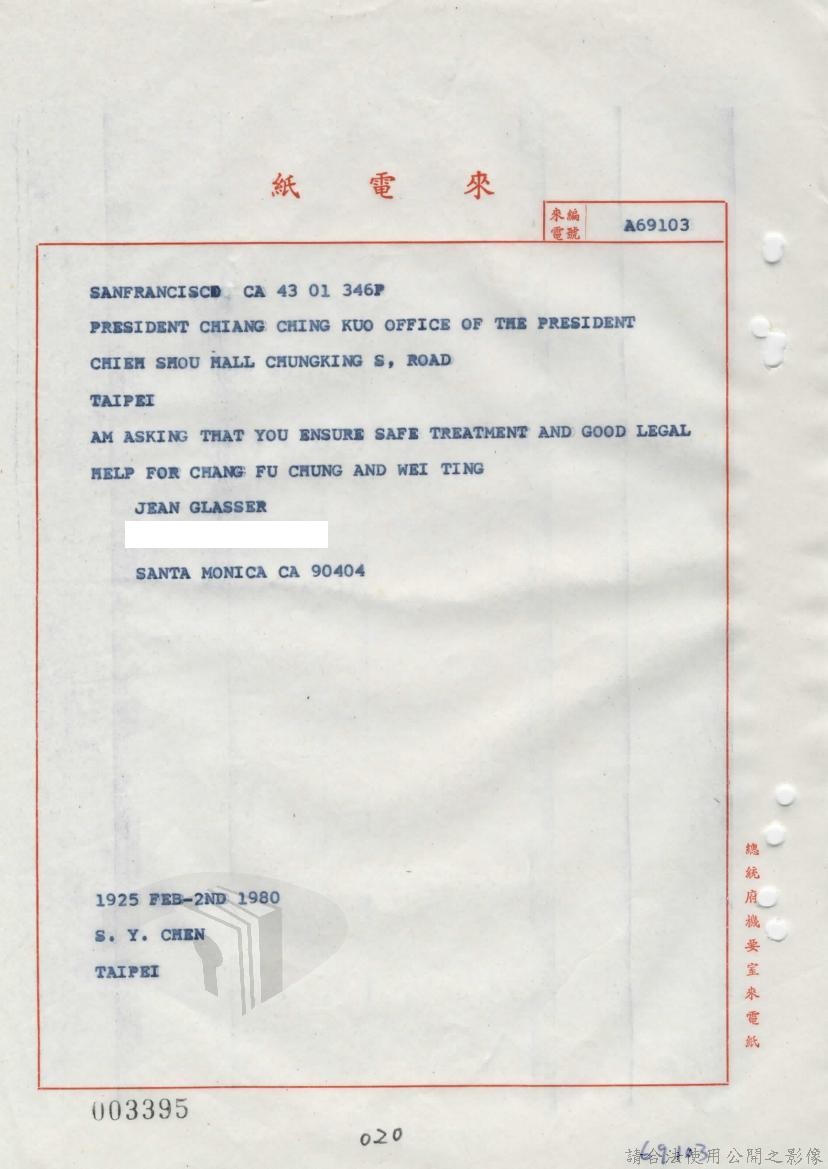 紙電來
來電編號 A69103
SANFRANCISCO CA 43 01 346P
PRESIDENT CHIANG CHING KUO OFFICE OF THE PRESIDENT
CHIEH SHOU HALL CHUNGKING S, ROAD
TAIPEI
AM ASKING THAT YOU ENSURE SAFE TREATMENT AND GOOD LEGAL
HELP FOR CHANG FU CHUNG AND WEI TING
JEAN GLASSER
SANTA MONICA CA 90404
1925 FEB-2ND 1980
S. Y. CHEN
TAIPEI
總統府機要室來電紙
003395
020
69103
請合法使用公開之影像